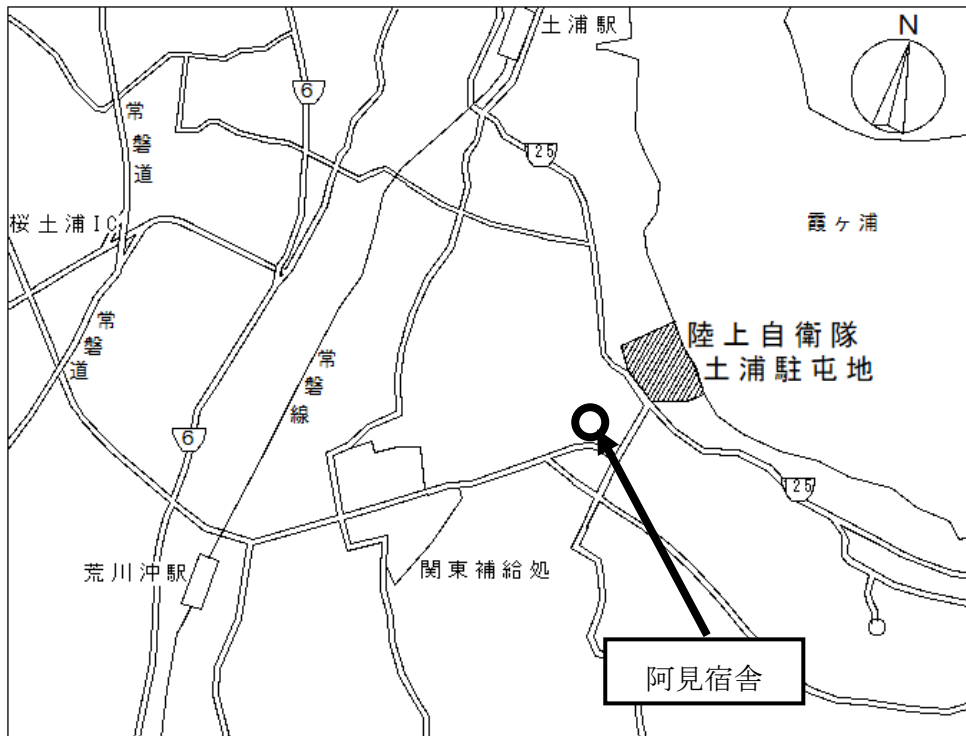 土浦駅
N
6
常磐道
125
桜土浦IC
霞ヶ浦
陸上自衛隊
土浦駐屯地
常磐道
常磐線
6
125
荒川沖駅
関東補給処
阿見宿舎